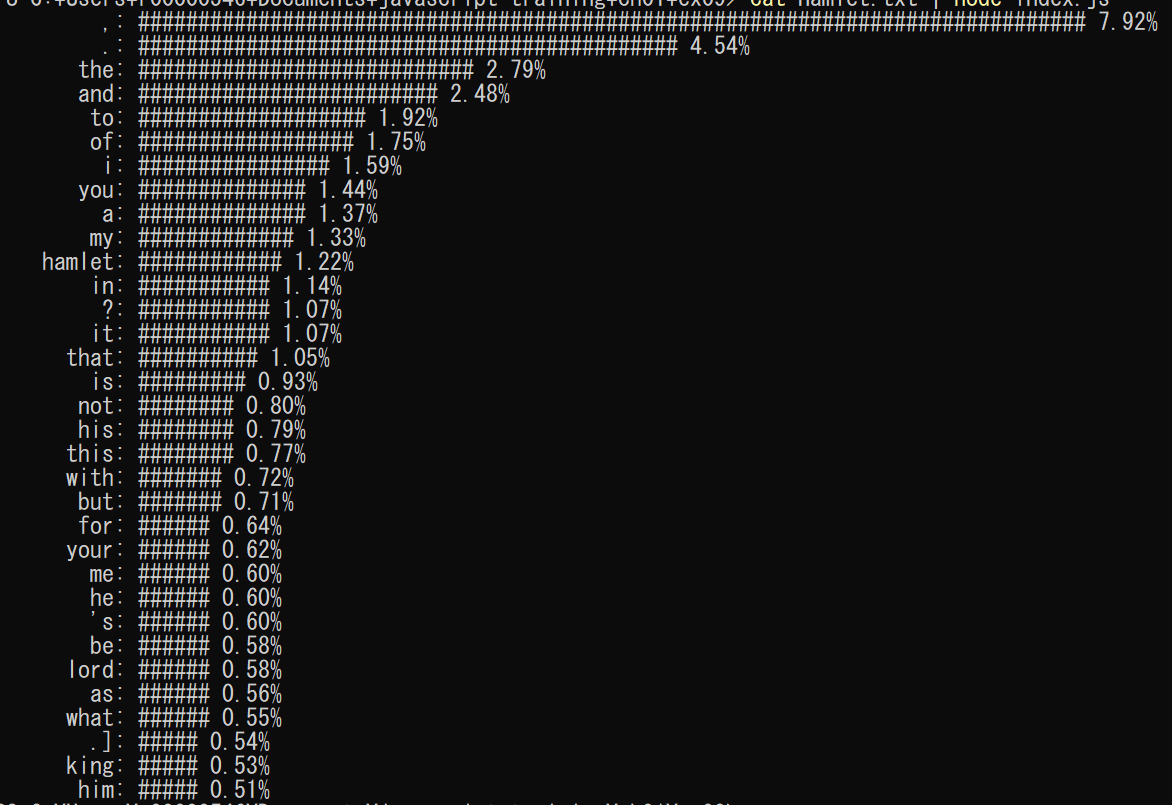 cat hamlet.txt | node index.js
,: ############################################################################### 7.92%
.: ############################################# 4.54%
the: ############################ 2.79%
and: ######################### 2.48%
to: ################### 1.92%
of: ################## 1.75%
i: ################ 1.59%
you: ############## 1.44%
a: ############## 1.37%
my: ############# 1.33%
hamlet: ############ 1.22%
in: ########### 1.14%
?: ########### 1.07%
it: ########### 1.07%
that: ########## 1.05%
is: ######### 0.93%
not: ######## 0.80%
his: ######## 0.79%
this: ######## 0.77%
with: ####### 0.72%
but: ####### 0.71%
for: ###### 0.64%
your: ###### 0.62%
me: ###### 0.60%
he: ###### 0.60%
's: ###### 0.60%
be: ###### 0.58%
lord: ###### 0.58%
as: ###### 0.56%
what: ###### 0.55%
.]: ##### 0.54%
king: ##### 0.53%
him: ##### 0.51%